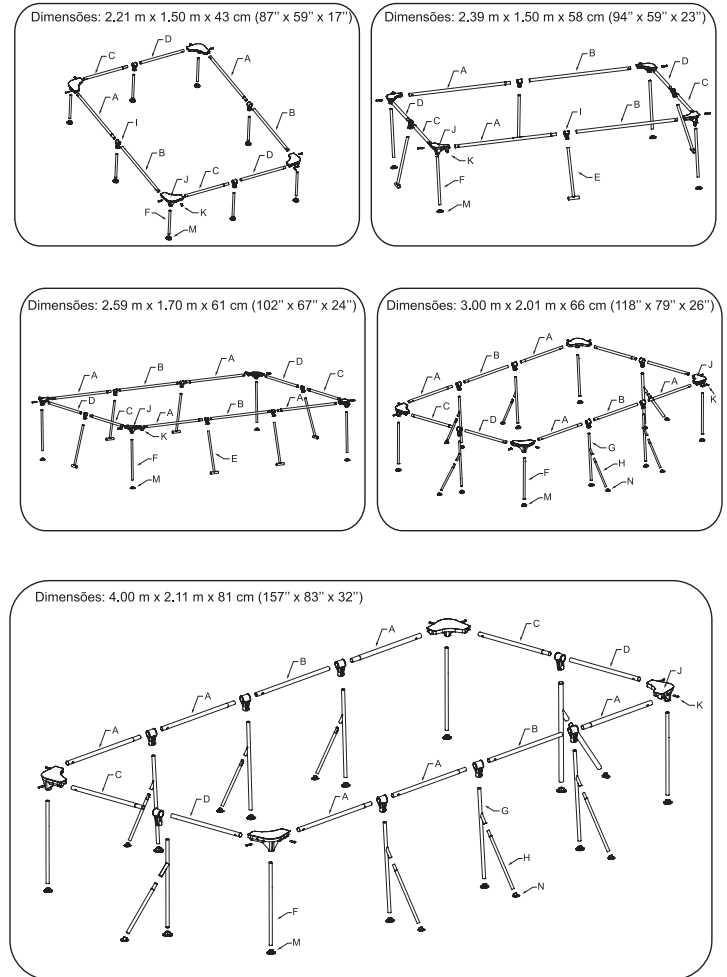 Dimensões: 2.21 m x 1.50 m x 43 cm (87” x 59” x 17”)
D
C
A
A
B
I
B
D
J
C
F
K
M
Dimensões: 2.39 m x 1.50 m x 58 cm (94” x 59” x 23”)
B
A
D
C
D
I
B
C
J
A
K
E
F
M
Dimensões: 2.59 m x 1.70 m x 61 cm (102” x 67” x 24”)
A
D
B
A
C
D
A
C
J
A
B
K
F
E
M
Dimensões: 3.00 m x 2.01 m x 66 cm (118” x 79” x 26”)
A
B
J
A
A
K
C
B
D
A
G
H
F
N
M
Dimensões: 4.00 m x 2.11 m x 81 cm (157” x 83” x 32”)
A
C
B
D
J
A
A
K
A
B
C
A
D
A
G
H
N
F
M